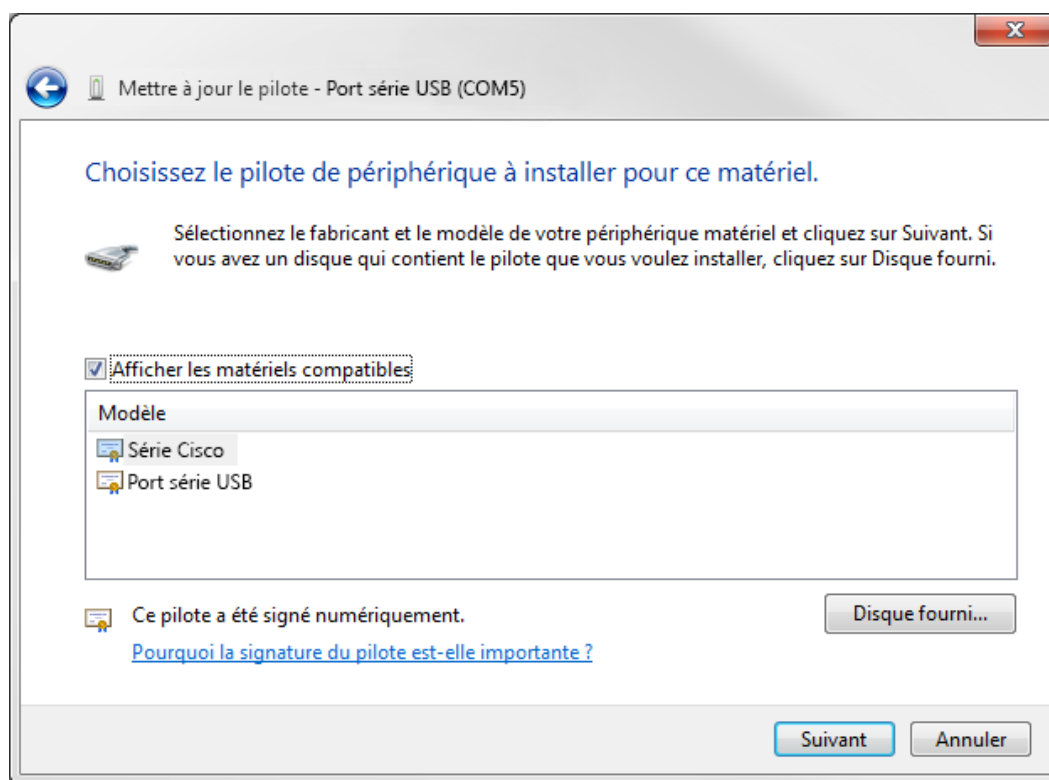 Mettre à jour le pilote - Port série USB (COM5)
Choisissez le pilote de périphérique à installer pour ce matériel.
Sélectionnez le fabricant et le modèle de votre périphérique matériel et cliquez sur Suivant. Si
vous avez un disque qui contient le pilote que vous voulez installer, cliquez sur Disque fourni.
Afficher les matériels compatibles
Modèle
Série Cisco
Port série USB
Ce pilote a été signé numériquement.
Disque fourni...
Pourquoi la signature du pilote est-elle importante ?
Suivant
Annuler